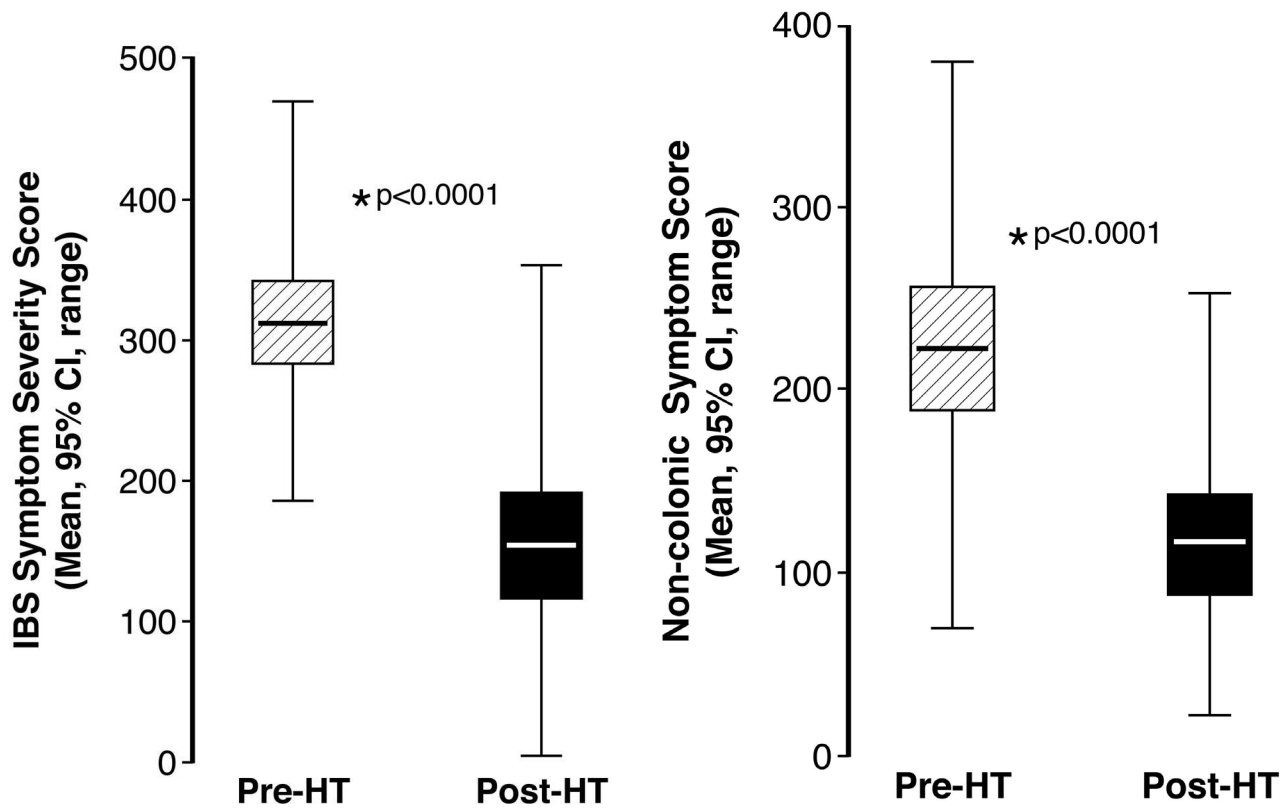 IBS Symptom Severity Score
(Mean, 95% CI, range)
500
400
300
200
100
0
★ p<0.0001
Pre-HT
Post-HT
Non-colonic Symptom Score
(Mean, 95% CI, range)
400
300
200
100
0
★ p<0.0001
Pre-HT
Post-HT